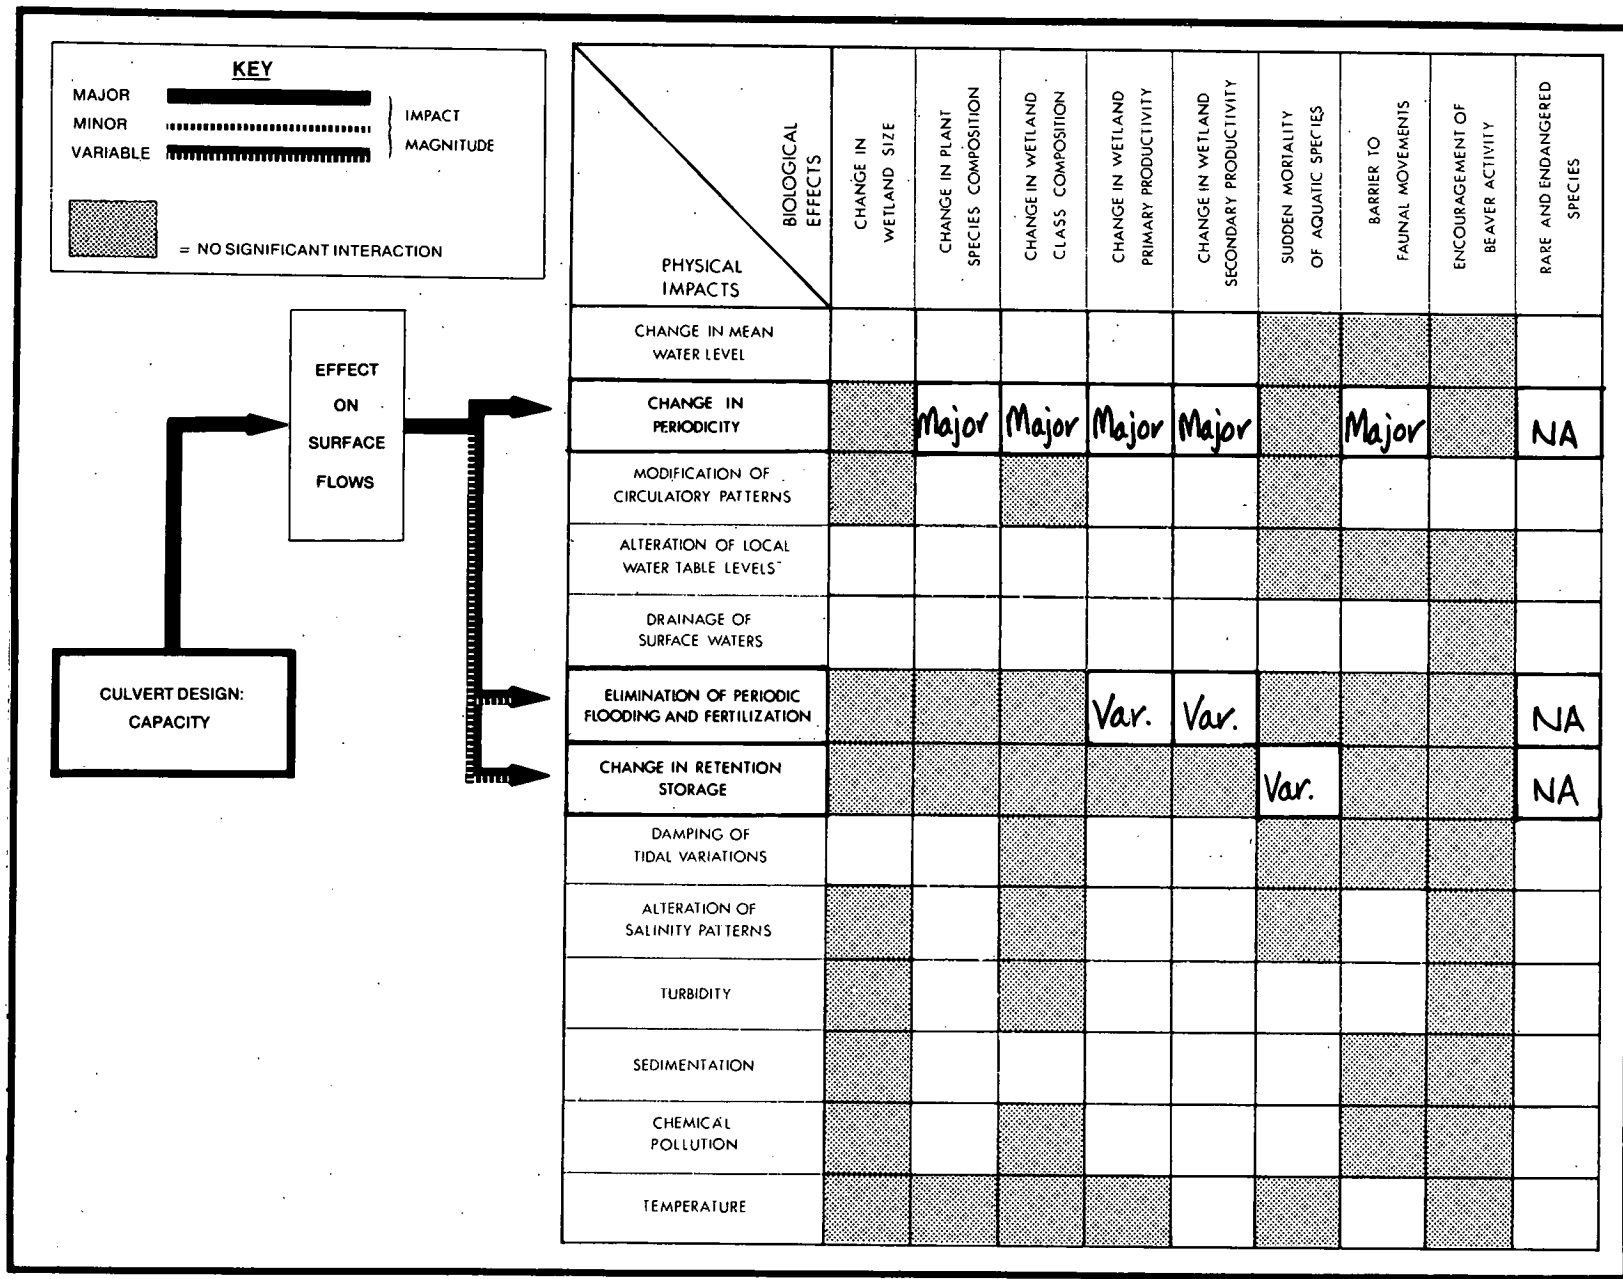 KEY
MAJOR
MINOR
VARIABLE
IMPACT
MAGNITUDE
= NO SIGNIFICANT INTERACTION
EFFECT
ON
SURFACE
FLOWS
CULVERT DESIGN:
CAPACITY
BIOLOGICAL
EFFECTS
PHYSICAL
IMPACTS
CHANGE IN
WETLAND SIZE
CHANGE IN PLANT
SPECIES COMPOSITION
CHANGE IN WETLAND
CLASS COMPOSITION
CHANGE IN WETLAND
PRIMARY PRODUCTIVITY
CHANGE IN WETLAND
SECONDARY PRODUCTIVITY
SUDDEN MORTALITY
OF AQUATIC SPECIES
BARRIER TO
FAUNAL MOVEMENTS
ENCOURAGEMENT OF
BEAVER ACTIVITY
RARE AND ENDANGERED
SPECIES
CHANGE IN MEAN
WATER LEVEL
CHANGE IN
PERIODICITY
Major Major Major Major Major NA
MODIFICATION OF
CIRCULATORY PATTERNS
ALTERATION OF LOCAL
WATER TABLE LEVELS
DRAINAGE OF
SURFACE WATERS
ELIMINATION OF PERIODIC
FLOODING AND FERTILIZATION
Var. Var. NA
CHANGE IN RETENTION
STORAGE
Var. NA
DAMPING OF
TIDAL VARIATIONS
ALTERATION OF
SALINITY PATTERNS
TURBIDITY
SEDIMENTATION
CHEMICAL
POLLUTION
TEMPERATURE